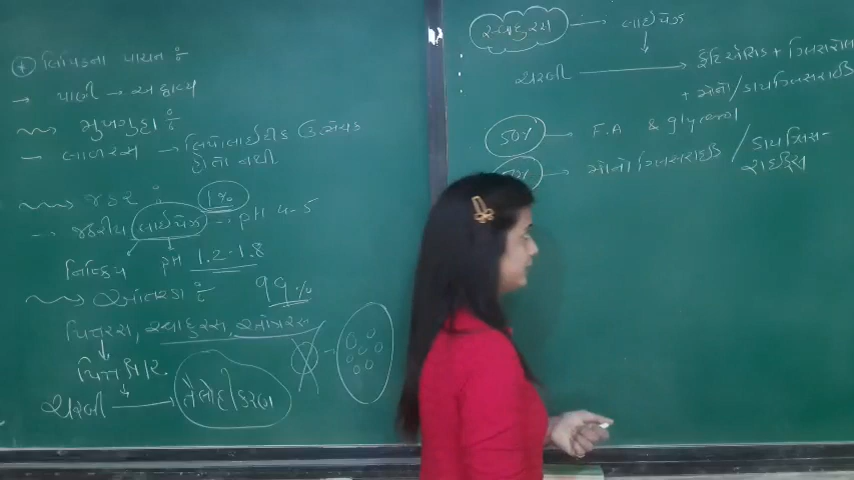 * લિપિડનું પાચન :-
→ પાણી → અદ્રાવ્ય
મુખગુહા :-
- લાળરસ → લિપોલાઈટીક ઉત્સેચક
હોતો નથી
જઠર : 1%
→ જઠરીય લાઈપેઝ → pH 4-5
નિષ્ક્રિય pH 1.2-1.8
આંતરડા :- 99%
પિત્તરસ, સ્વાદુરસ, આંત્રરસ
પિત્તક્ષાર.
ચરબી → તૈલોદીકરણ
સ્વાદુરસ → લાઈપેઝ
ચરબી → ફેટિ એસિડ + ગ્લિસરોલ
+ મોનો/ડાયગ્લિસરાઈડ
50% → F.A & glycerol
મોનોગ્લિસરાઈડ / ડાયગ્લિસ-
રાઈડ્સ